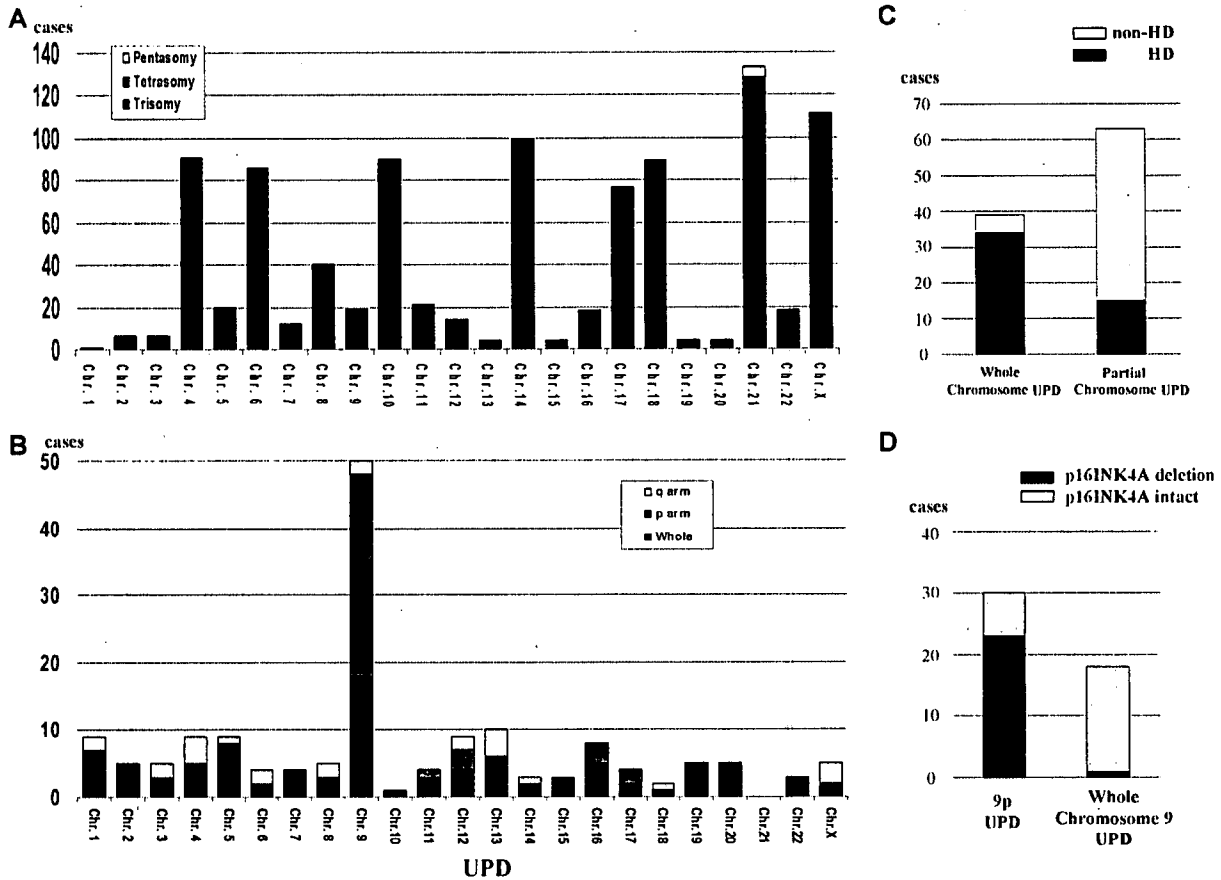 A
cases
140
120
100
80
60
40
20
0
Pentasomy
Tetrasomy
Trisomy
Chr.1
Chr.2
Chr.3
Chr.4
Chr.5
Chr.6
Chr.7
Chr.8
Chr.9
Chr.10
Chr.11
Chr.12
Chr.13
Chr.14
Chr.15
Chr.16
Chr.17
Chr.18
Chr.19
Chr.20
Chr.21
Chr.22
Chr.X
B
cases
50
40
30
20
10
0
q arm
p arm
Whole
Chr. 1
Chr. 2
Chr. 3
Chr. 4
Chr. 5
Chr. 6
Chr. 7
Chr. 8
Chr. 9
Chr.10
Chr.11
Chr.12
Chr.13
Chr.14
Chr.15
Chr.16
Chr.17
Chr.18
Chr.19
Chr.20
Chr.21
Chr.22
Chr.X
UPD
C
non-HD
HD
cases
70
60
50
40
30
20
10
0
Whole
Chromosome UPD
Partial
Chromosome UPD
D
p16INK4A deletion
p16INK4A intact
cases
40
30
20
10
0
9p
UPD
Whole
Chromosome 9
UPD